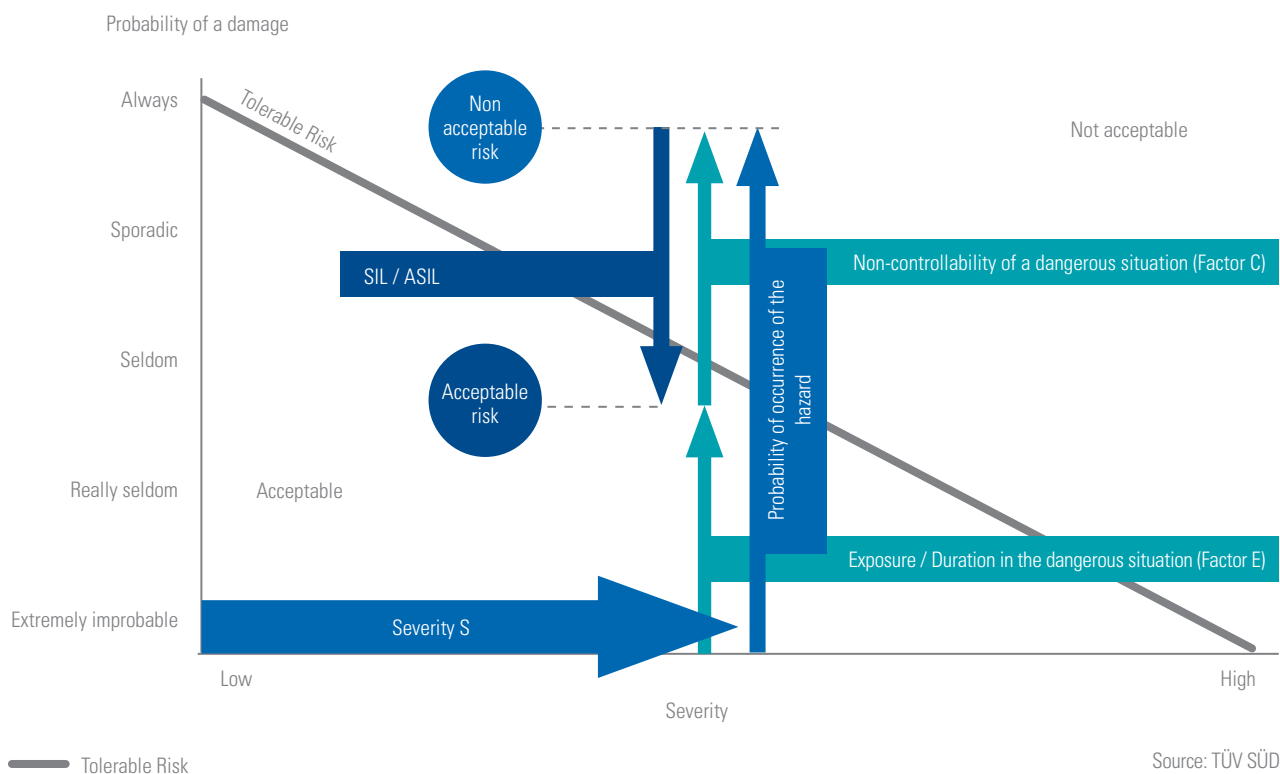 Probability of a damage
Always
Tolerable Risk
Non
acceptable
risk
Not acceptable
Sporadic
Non-controllability of a dangerous situation (Factor C)
SIL / ASIL
Probability of occurrence of the
hazard
Seldom
Acceptable
risk
Really seldom
Acceptable
Exposure / Duration in the dangerous situation (Factor E)
Extremely improbable
Severity S
Low
High
Severity
Tolerable Risk
Source: TÜV SÜD